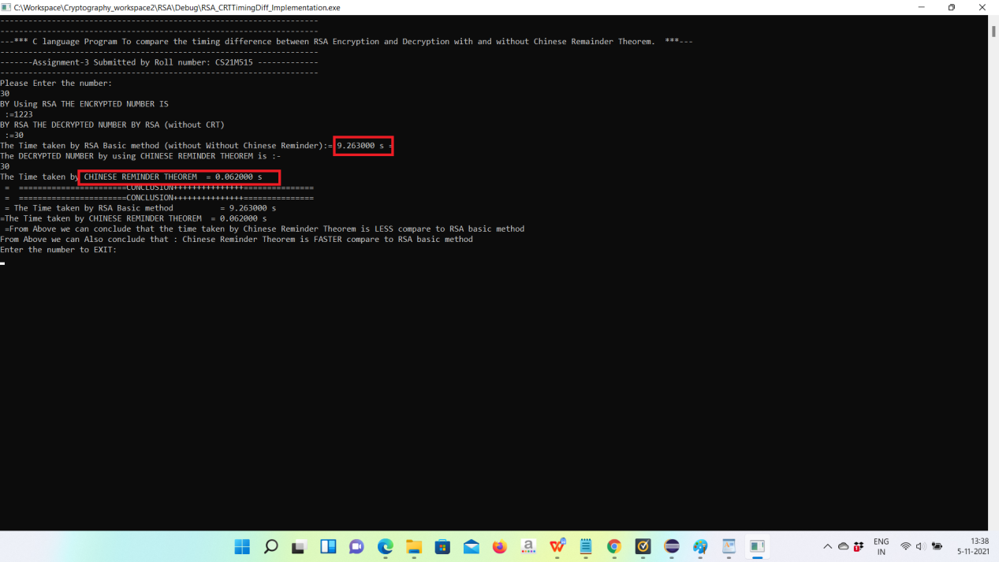 C:\Workspace\Cryptography_workspace2\RSA\Debug\RSA_CRTTimingDiff_Implementation.exe
--------------------------------------------------------------------
--------------------------------------------------------------------
---*** C language Program To compare the timing difference between RSA Encryption and Decryption with and without Chinese Remainder Theorem.  ***---
--------------------------------------------------------------------
-------Assignment-3 Submitted by Roll number: CS21M515 -------------
--------------------------------------------------------------------
Please Enter the number:
30
BY Using RSA THE ENCRYPTED NUMBER IS
:=1223
BY RSA THE DECRYPTED NUMBER BY RSA (without CRT)
:=30
The Time taken by RSA Basic method (without Without Chinese Reminder):= 9.263000 s =
The DECRYPTED NUMBER by using CHINESE REMINDER THEOREM is :-
30
The Time taken by CHINESE REMINDER THEOREM  = 0.062000 s
=  =======================CONCLUSION+++++++++++++++===============
=  =======================CONCLUSION+++++++++++++++===============
= The Time taken by RSA Basic method          = 9.263000 s
=The Time taken by CHINESE REMINDER THEOREM  = 0.062000 s
=From Above we can conclude that the time taken by Chinese Reminder Theorem is LESS compare to RSA basic method
From Above we can Also conclude that : Chinese Reminder Theorem is FASTER compare to RSA basic method
Enter the number to EXIT:
ENG
IN
13:38
5-11-2021